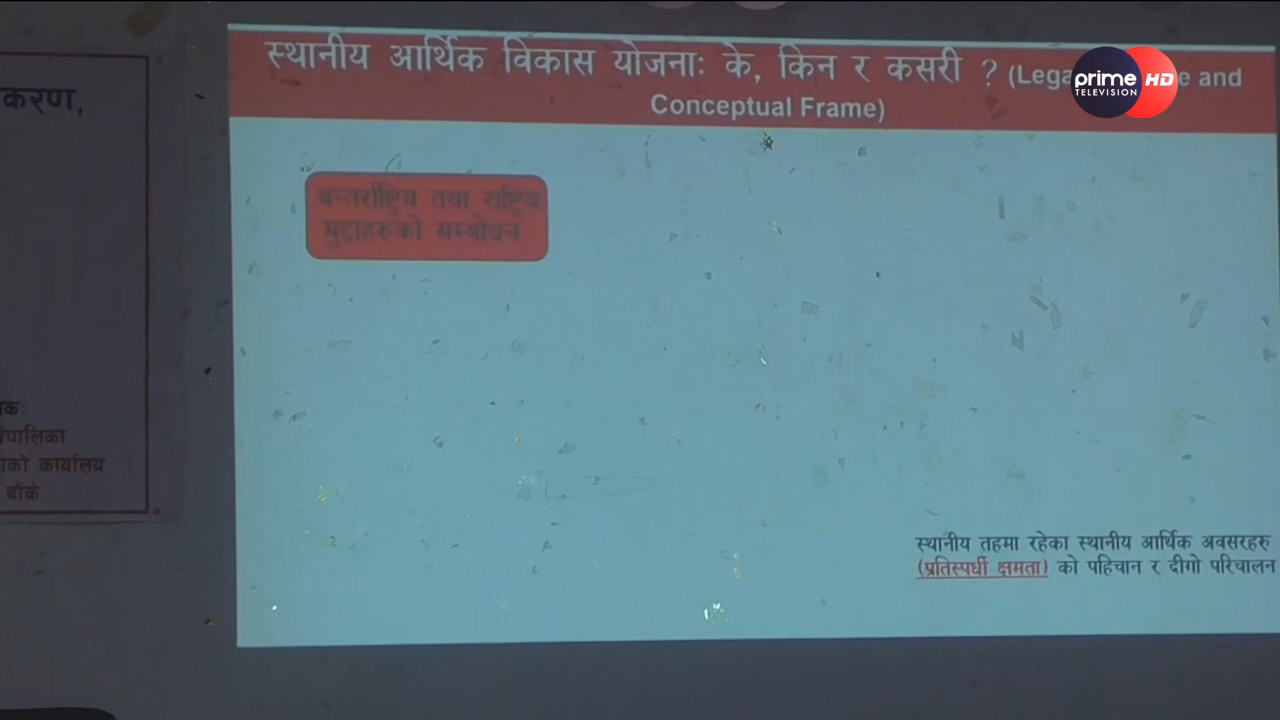 करण,
कः
पालिका
को कार्यालय
बाँके
स्थानीय आर्थिक विकास योजनाः के, किन र कसरी ? (Lega e and
Conceptual Frame)
prime HD
TELEVISION
अन्तर्राष्ट्रिय तथा राष्ट्रिय
मुद्दाहरुको सम्बोधन
स्थानीय तहमा रहेका स्थानीय आर्थिक अवसरहरु
(प्रतिस्पर्धी क्षमता) को पहिचान र दीगो परिचालन